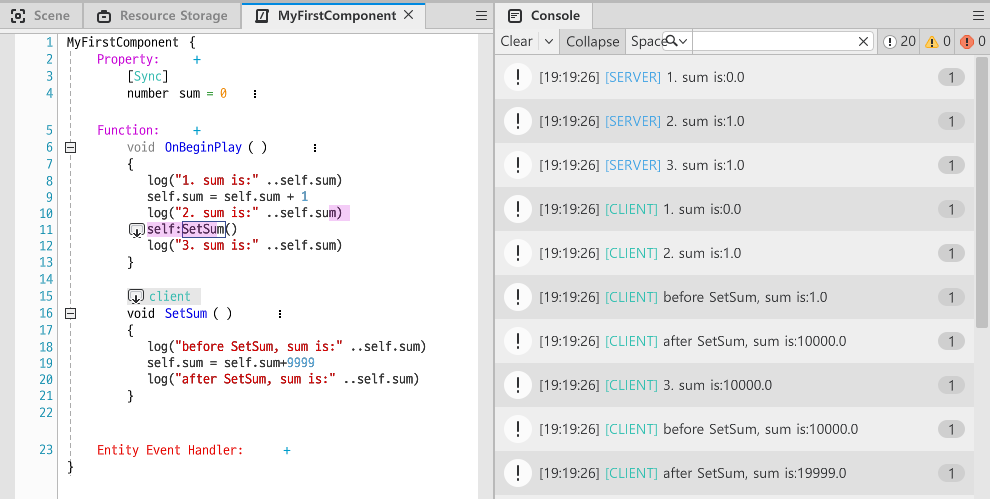 Scene Resource Storage MyFirstComponent
1 MyFirstComponent {
2 Property: +
3 [Sync]
4 number sum = 0
5 Function: +
6 void OnBeginPlay ( )
7 {
8 log("1. sum is:" ..self.sum)
9 self.sum = self.sum + 1
10 log("2. sum is:" ..self.sum)
11 self:SetSum()
12 log("3. sum is:" ..self.sum)
13 }
14
15 client
16 void SetSum ( )
17 {
18 log("before SetSum, sum is:" ..self.sum)
19 self.sum = self.sum+9999
20 log("after SetSum, sum is:" ..self.sum)
21 }
22
23 Entity Event Handler: +
}
Console
Clear Collapse Space 20 0 0
[19:19:26] [SERVER] 1. sum is:0.0 1
[19:19:26] [SERVER] 2. sum is:1.0 1
[19:19:26] [SERVER] 3. sum is:1.0 1
[19:19:26] [CLIENT] 1. sum is:0.0 1
[19:19:26] [CLIENT] 2. sum is:1.0 1
[19:19:26] [CLIENT] before SetSum, sum is:1.0 1
[19:19:26] [CLIENT] after SetSum, sum is:10000.0 1
[19:19:26] [CLIENT] 3. sum is:10000.0 1
[19:19:26] [CLIENT] before SetSum, sum is:10000.0 1
[19:19:26] [CLIENT] after SetSum, sum is:19999.0 1